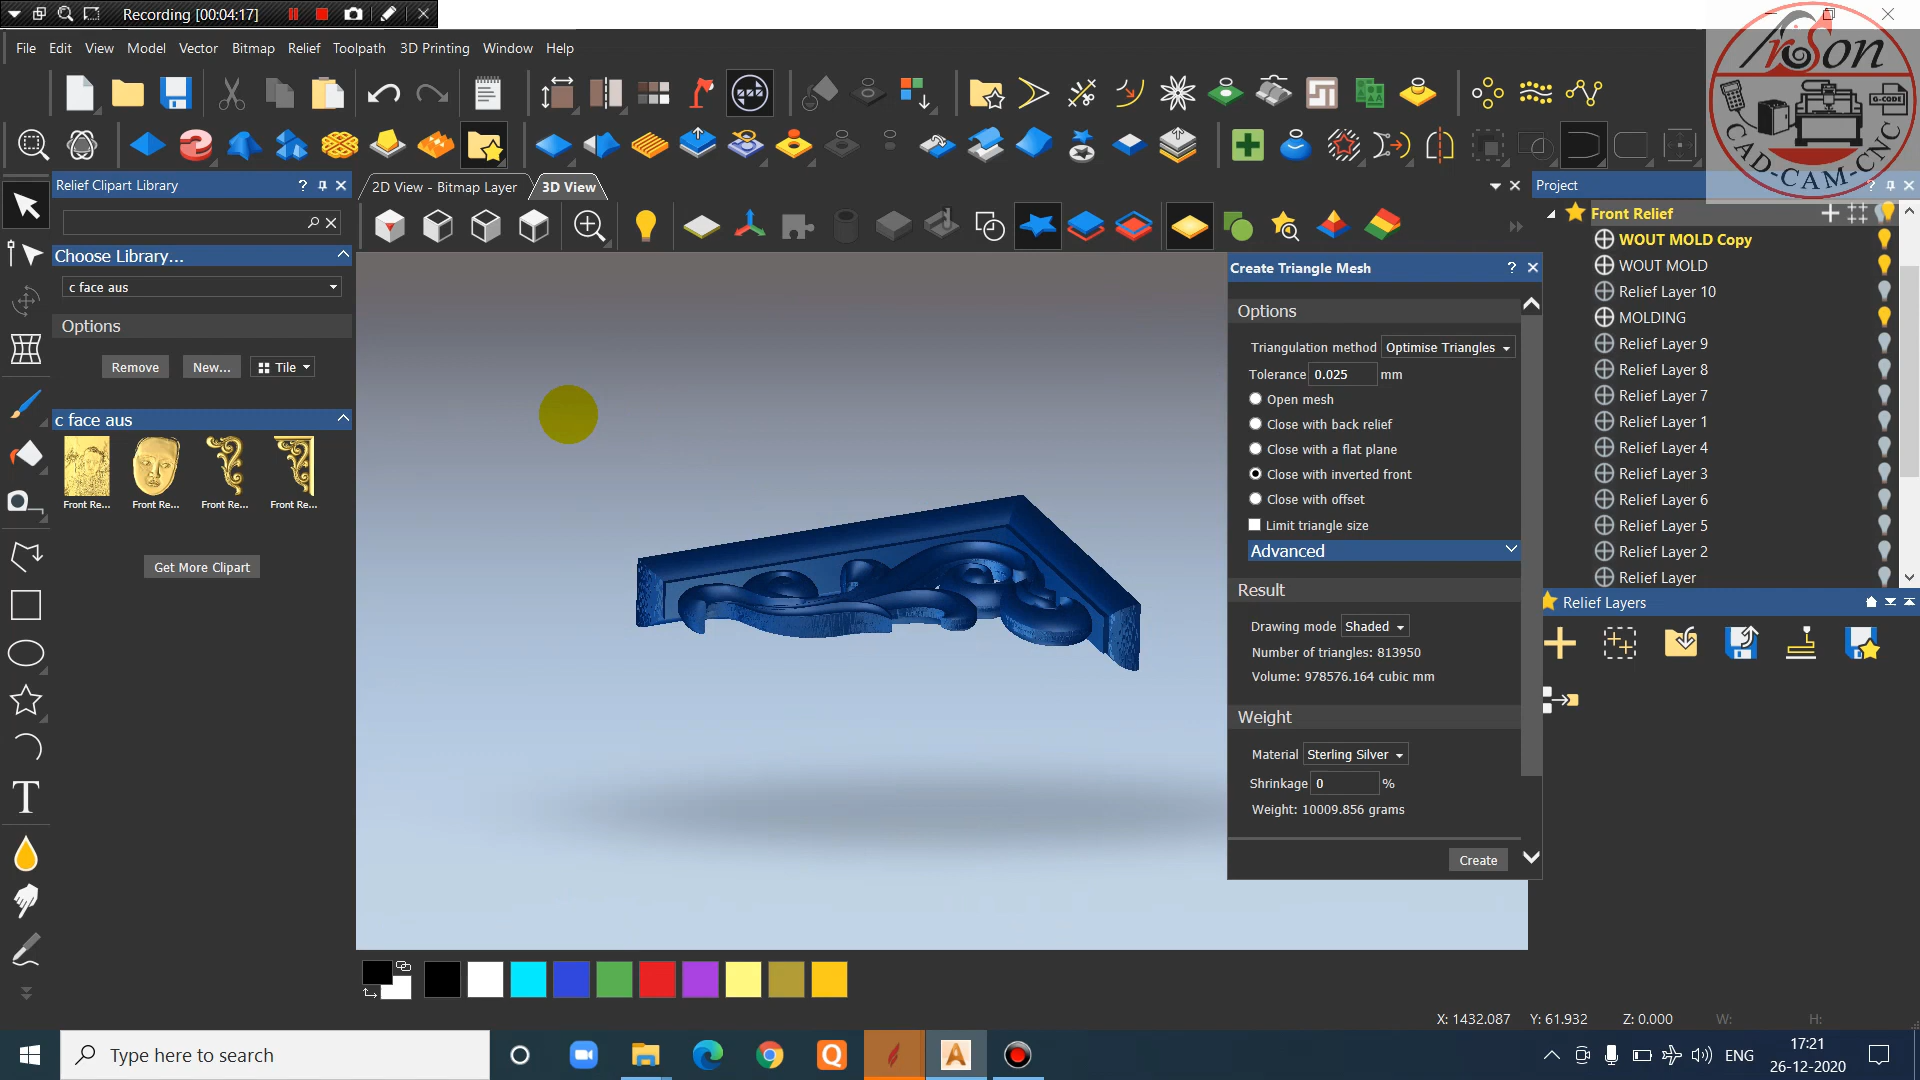 Recording [00:04:17]
File Edit View Model Vector Bitmap Relief Toolpath 3D Printing Window Help
ArtSon
G-CODE
CAD-CAM-CNC
Relief Clipart Library
2D View - Bitmap Layer
3D View
Project
Choose Library...
c face aus
Options
Remove
New...
Tile
c face aus
Front Re...
Front Re...
Front Re...
Front Re...
Get More Clipart
Create Triangle Mesh
Options
Triangulation method Optimise Triangles
Tolerance 0.025 mm
Open mesh
Close with back relief
Close with a flat plane
Close with inverted front
Close with offset
Limit triangle size
Advanced
Result
Drawing mode Shaded
Number of triangles: 813950
Volume: 978576.164 cubic mm
Weight
Material Sterling Silver
Shrinkage 0 %
Weight: 10009.856 grams
Create
Front Relief
WOUT MOLD Copy
WOUT MOLD
Relief Layer 10
MOLDING
Relief Layer 9
Relief Layer 8
Relief Layer 7
Relief Layer 1
Relief Layer 4
Relief Layer 3
Relief Layer 6
Relief Layer 5
Relief Layer 2
Relief Layer
Relief Layers
X: 1432.087 Y: 61.932 Z: 0.000 W: H:
Type here to search
ENG
17:21
26-12-2020